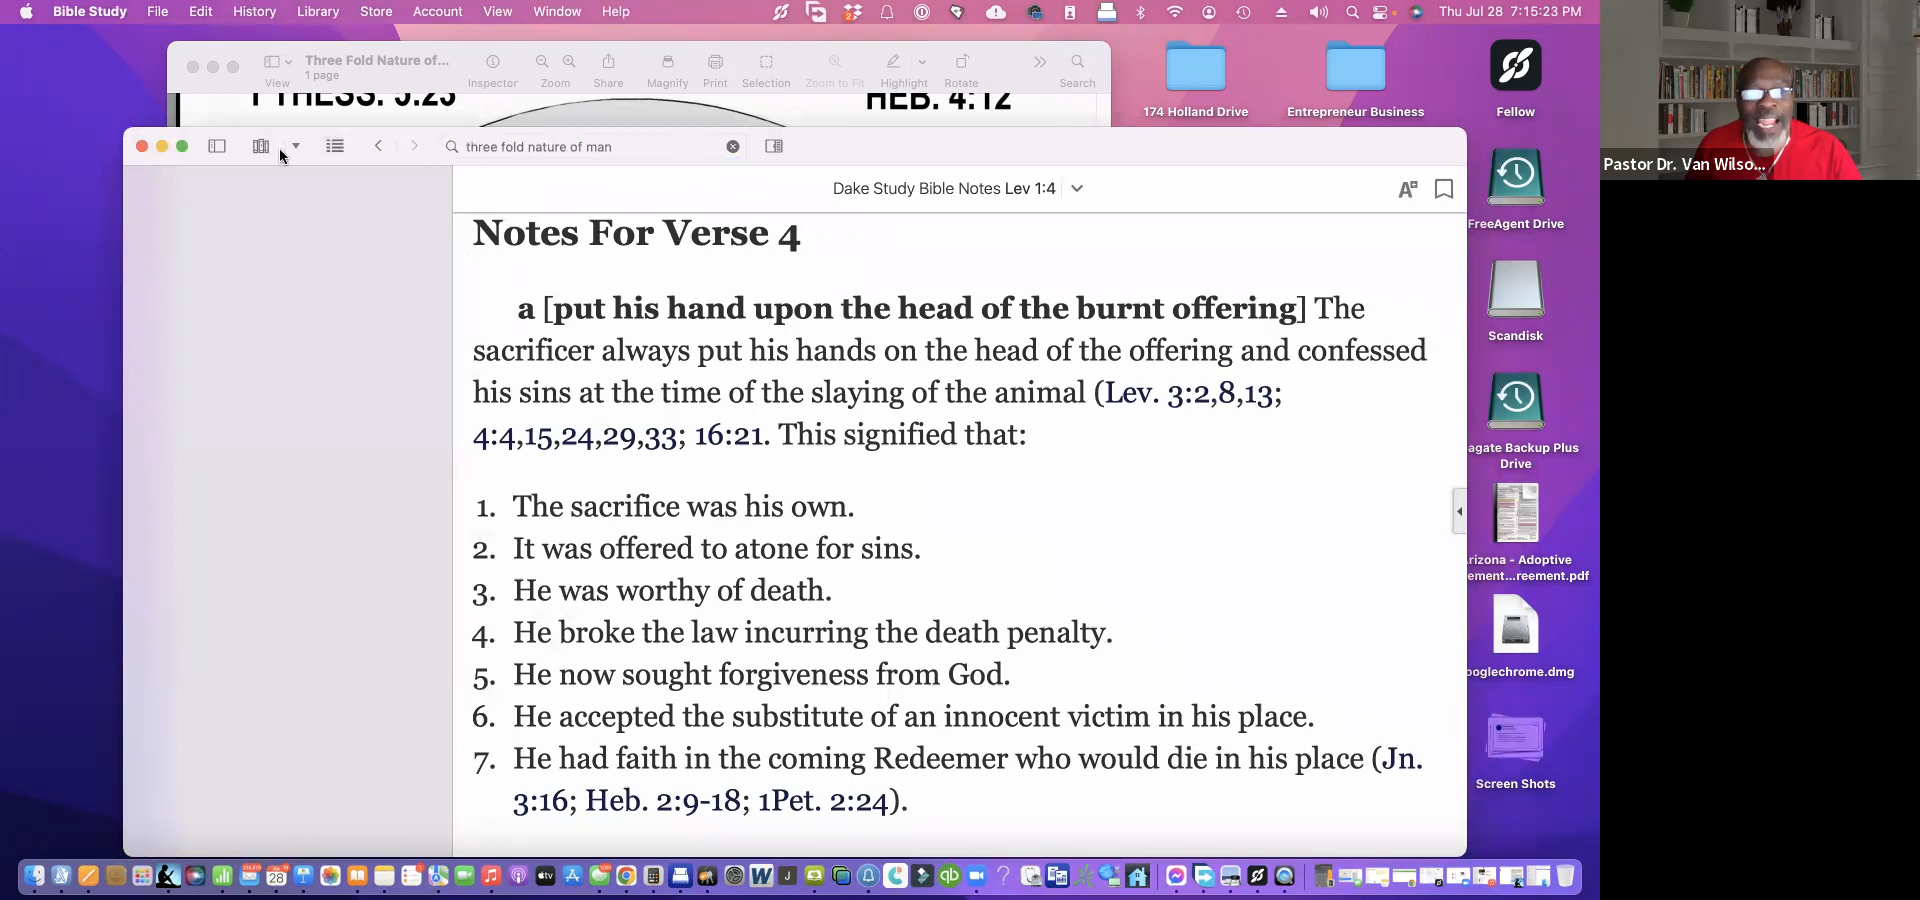 Bible Study File Edit History Library Store Account View Window Help Thu Jul 28 7:15:23 PM
Three Fold Nature of...
1 page
View Inspector Zoom Share Magnify Print Selection Zoom to Fit Highlight Rotate Search
1 THESS. 5:23 HEB. 4:12
three fold nature of man
Dake Study Bible Notes Lev 1:4
Notes For Verse 4
a [put his hand upon the head of the burnt offering] The
sacrificer always put his hands on the head of the offering and confessed
his sins at the time of the slaying of the animal (Lev. 3:2,8,13;
4:4,15,24,29,33; 16:21. This signified that:
1. The sacrifice was his own.
2. It was offered to atone for sins.
3. He was worthy of death.
4. He broke the law incurring the death penalty.
5. He now sought forgiveness from God.
6. He accepted the substitute of an innocent victim in his place.
7. He had faith in the coming Redeemer who would die in his place (Jn.
3:16; Heb. 2:9-18; 1Pet. 2:24).
174 Holland Drive
Entrepreneur Business
Fellow
FreeAgent Drive
Scandisk
agate Backup Plus
Drive
rizona - Adoptive
ement...reement.pdf
ooglechrome.dmg
Screen Shots
Pastor Dr. Van Wilso...